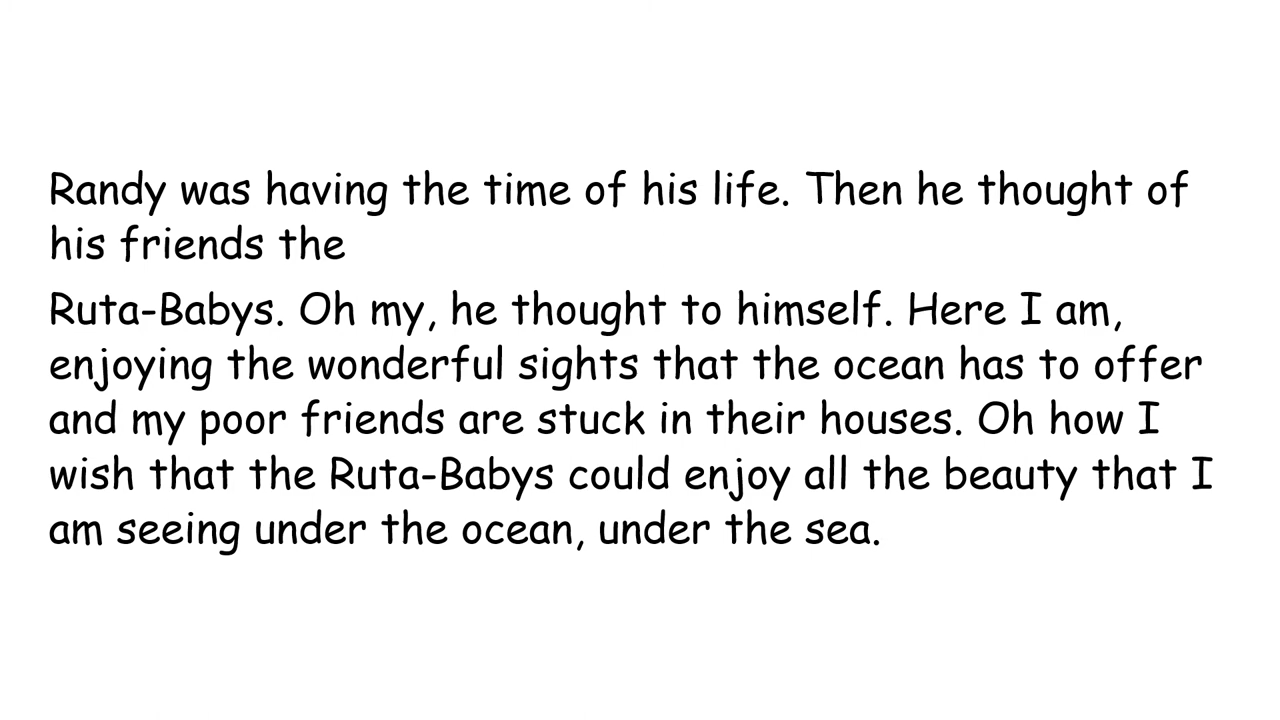 Randy was having the time of his life. Then he thought of
his friends the
Ruta-Babys. Oh my, he thought to himself. Here I am,
enjoying the wonderful sights that the ocean has to offer
and my poor friends are stuck in their houses. Oh how I
wish that the Ruta-Babys could enjoy all the beauty that I
am seeing under the ocean, under the sea.